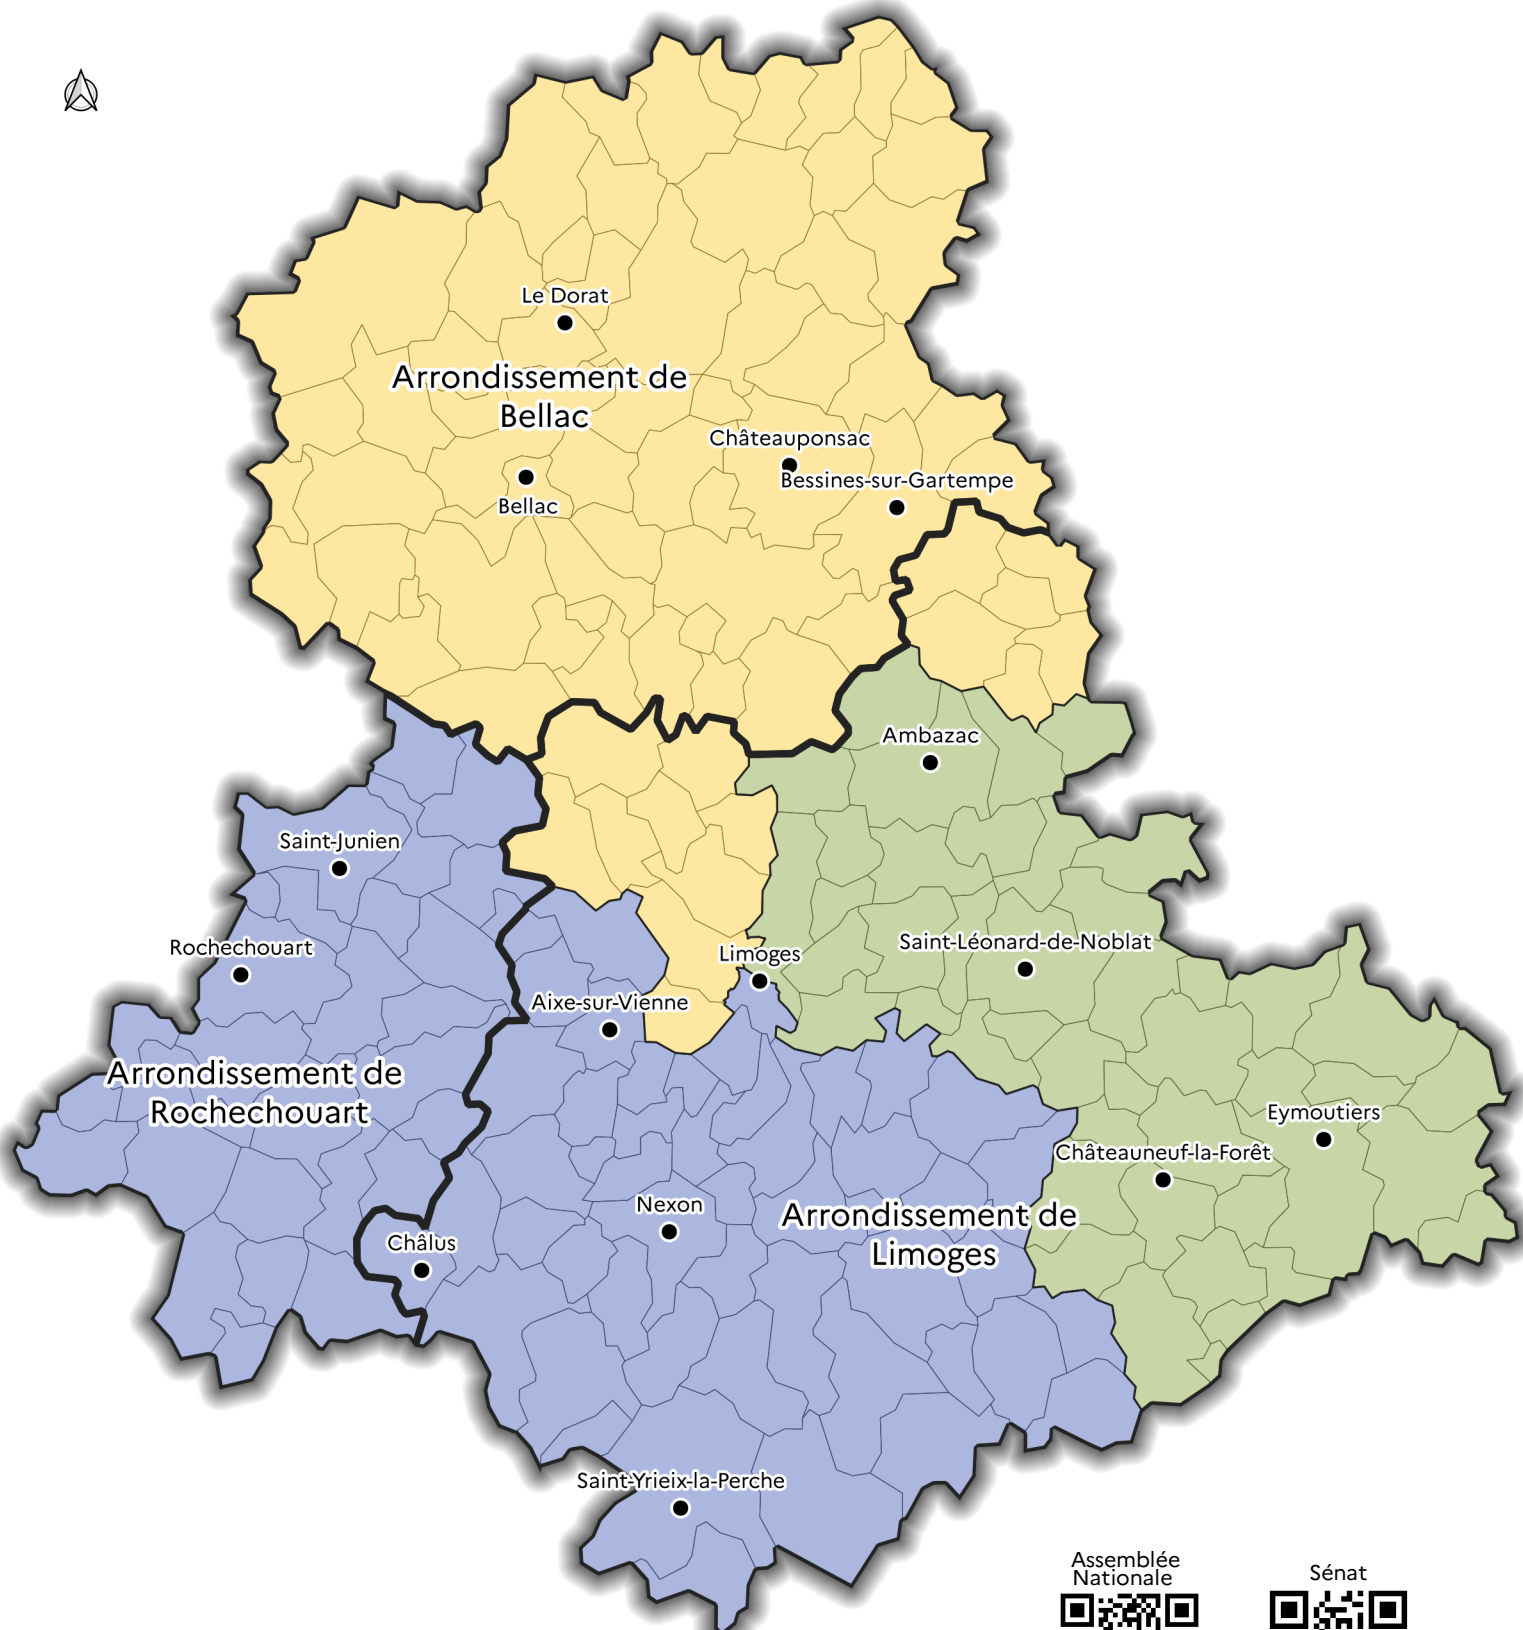 Le Dorat
Arrondissement de
Bellac
Châteauponsac
Bessines-sur-Gartempe
Bellac
Ambazac
Saint-Junien
Rochechouart
Limoges
Saint-Léonard-de-Noblat
Aixe-sur-Vienne
Arrondissement de
Rochechouart
Eymoutiers
Châteauneuf-la-Forêt
Nexon
Arrondissement de
Limoges
Châlus
Saint-Yrieix-la-Perche
Assemblée
Nationale
Sénat